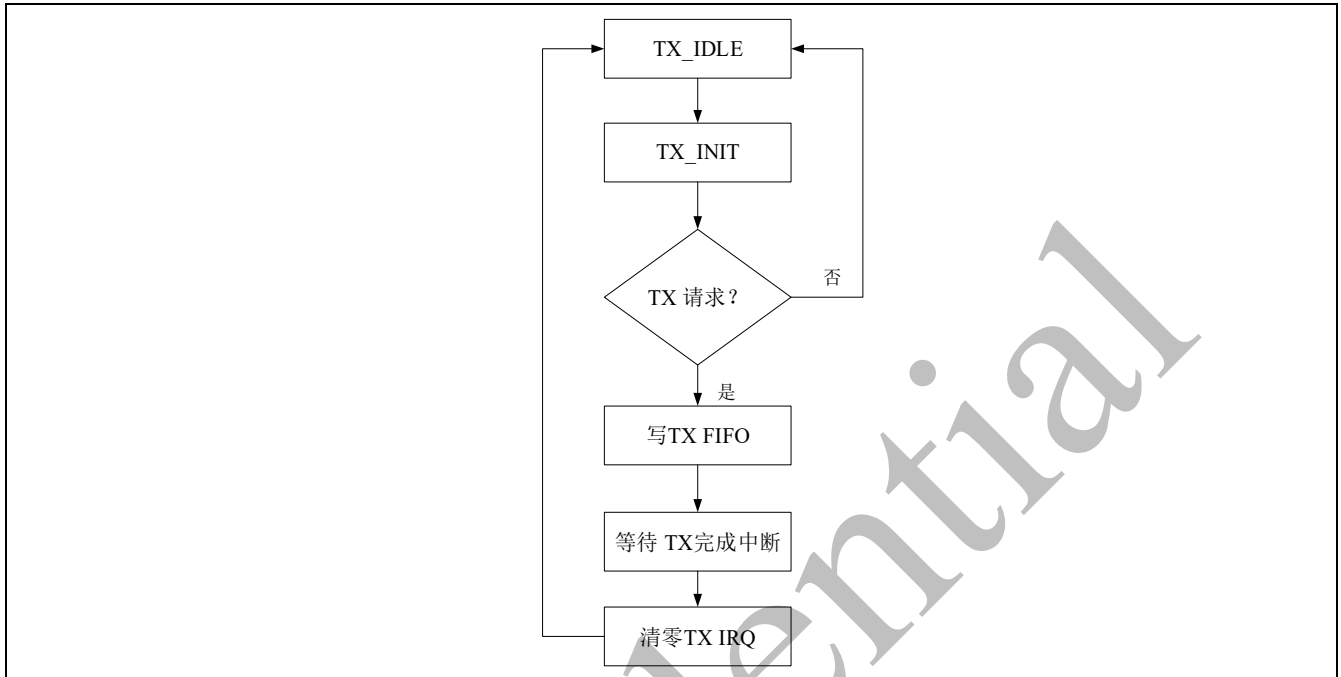 TX_IDLE
TX_INIT
TX 请求？
否
是
写TX FIFO
等待 TX完成中断
清零TX IRQ
dential